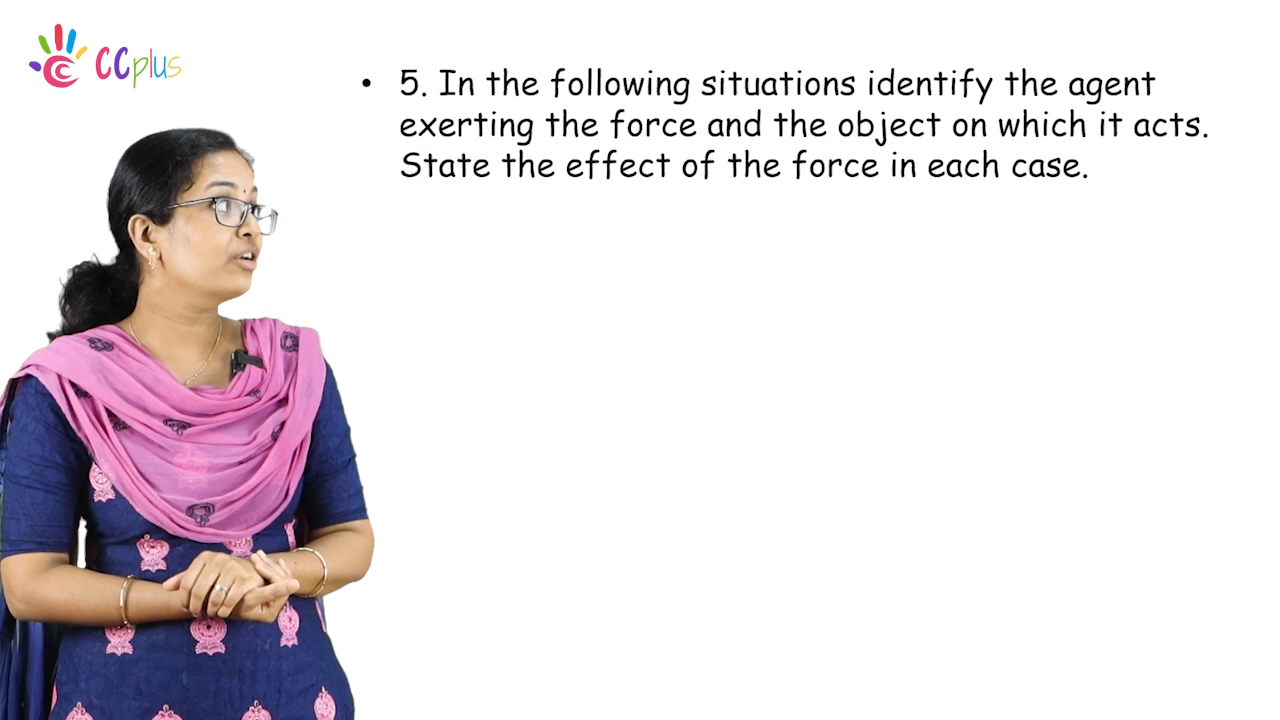 CCplus
• 5. In the following situations identify the agent
exerting the force and the object on which it acts.
State the effect of the force in each case.